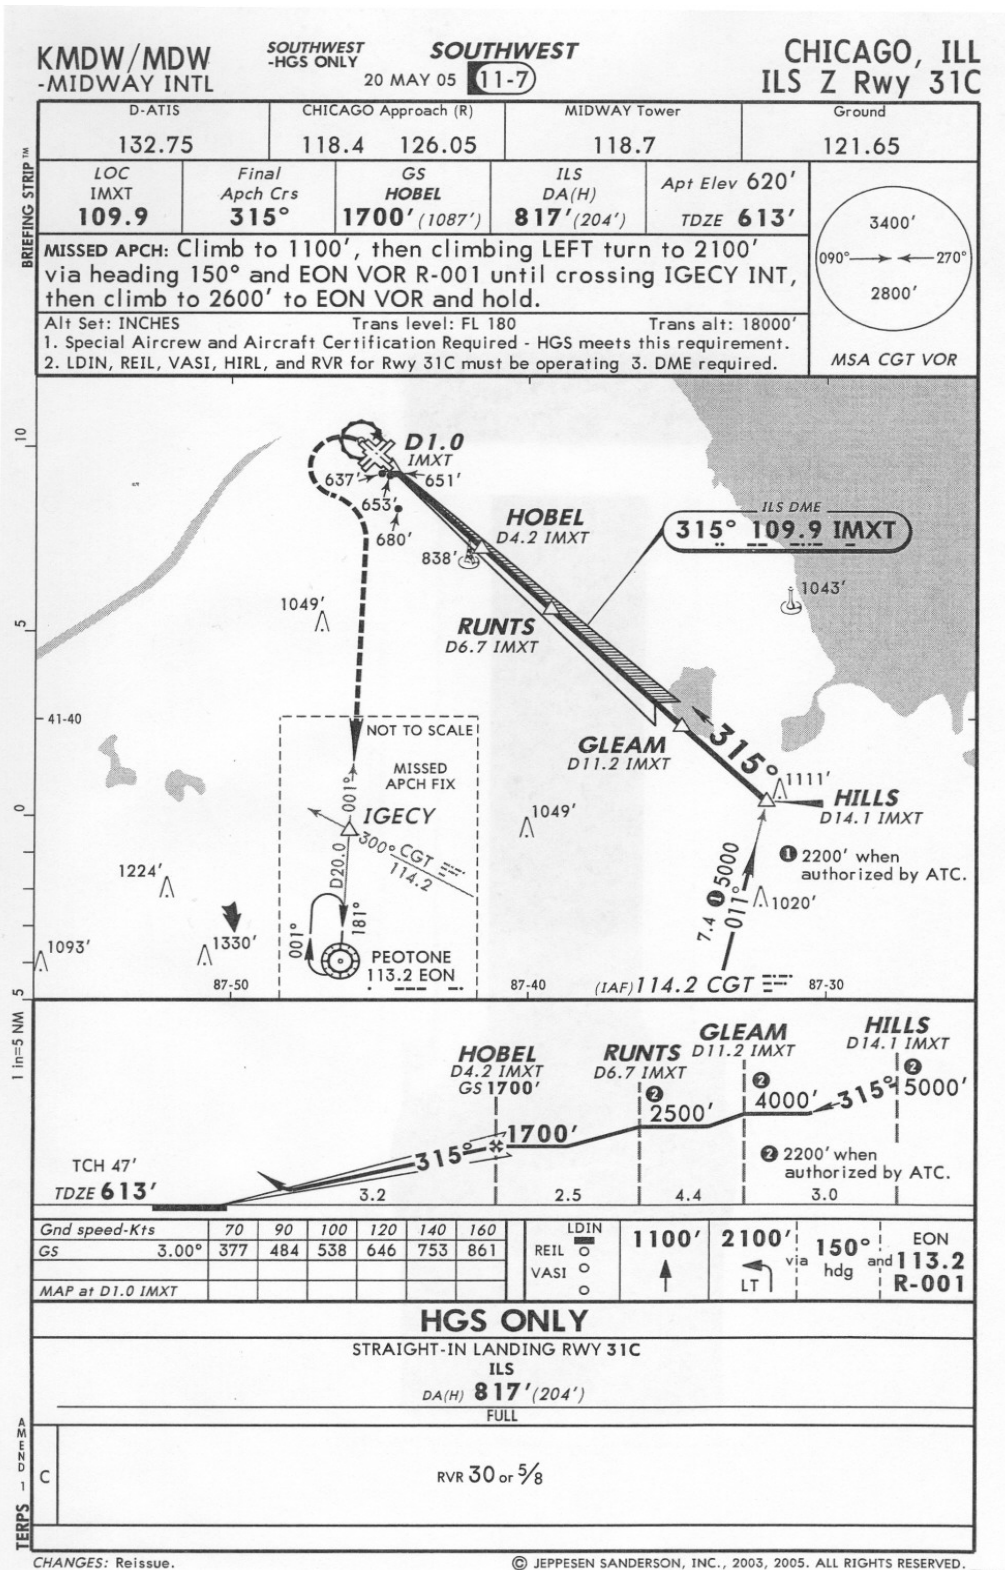 KMDW/MDW
-MIDWAY INTL
SOUTHWEST
-HGS ONLY
SOUTHWEST
20 MAY 05 11-7
CHICAGO, ILL
ILS Z Rwy 31C
BRIEFING STRIP™
D-ATIS
132.75
CHICAGO Approach (R)
118.4 126.05
MIDWAY Tower
118.7
Ground
121.65
LOC
IMXT
109.9
Final
Apch Crs
315°
GS
HOBEL
1700' (1087')
ILS
DA(H)
817' (204')
Apt Elev 620'
TDZE 613'
MISSED APCH: Climb to 1100', then climbing LEFT turn to 2100'
via heading 150° and EON VOR R-001 until crossing IGECY INT,
then climb to 2600' to EON VOR and hold.
Alt Set: INCHES Trans level: FL 180 Trans alt: 18000'
1. Special Aircrew and Aircraft Certification Required - HGS meets this requirement.
2. LDIN, REIL, VASI, HIRL, and RVR for Rwy 31C must be operating 3. DME required.
3400'
090° 270°
2800'
MSA CGT VOR
10
5
41-40
0
5
1 in=5 NM
D1.0
IMXT
637'
651'
653'
680'
838'
HOBEL
D4.2 IMXT
ILS DME
315° 109.9 IMXT
1043'
1049'
RUNTS
D6.7 IMXT
GLEAM
D11.2 IMXT
315°
1111'
HILLS
D14.1 IMXT
NOT TO SCALE
MISSED
APCH FIX
001°
IGECY
300° CGT
114.2
D20.0
181°
001°
PEOTONE
113.2 EON
1049'
1 2200' when
authorized by ATC.
7.4 1 5000
011°
1020'
1224'
1330'
1093'
(IAF) 114.2 CGT
87-50
87-40
87-30
HOBEL
D4.2 IMXT
GS 1700'
RUNTS
D6.7 IMXT
GLEAM
D11.2 IMXT
HILLS
D14.1 IMXT
2
5000'
315°
2
4000'
2
2500'
1700'
315°
2 2200' when
authorized by ATC.
TCH 47'
TDZE 613'
3.2
2.5
4.4
3.0
Gnd speed-Kts 70 90 100 120 140 160
GS 3.00° 377 484 538 646 753 861
MAP at D1.0 IMXT
LDIN
REIL
VASI
1100'
2100'
LT
via
150°
hdg
and
EON
113.2
R-001
HGS ONLY
STRAIGHT-IN LANDING RWY 31C
ILS
DA(H) 817' (204')
FULL
C
RVR 30 or 5/8
TERPS AMEND 1
CHANGES: Reissue.
© JEPPESEN SANDERSON, INC., 2003, 2005. ALL RIGHTS RESERVED.